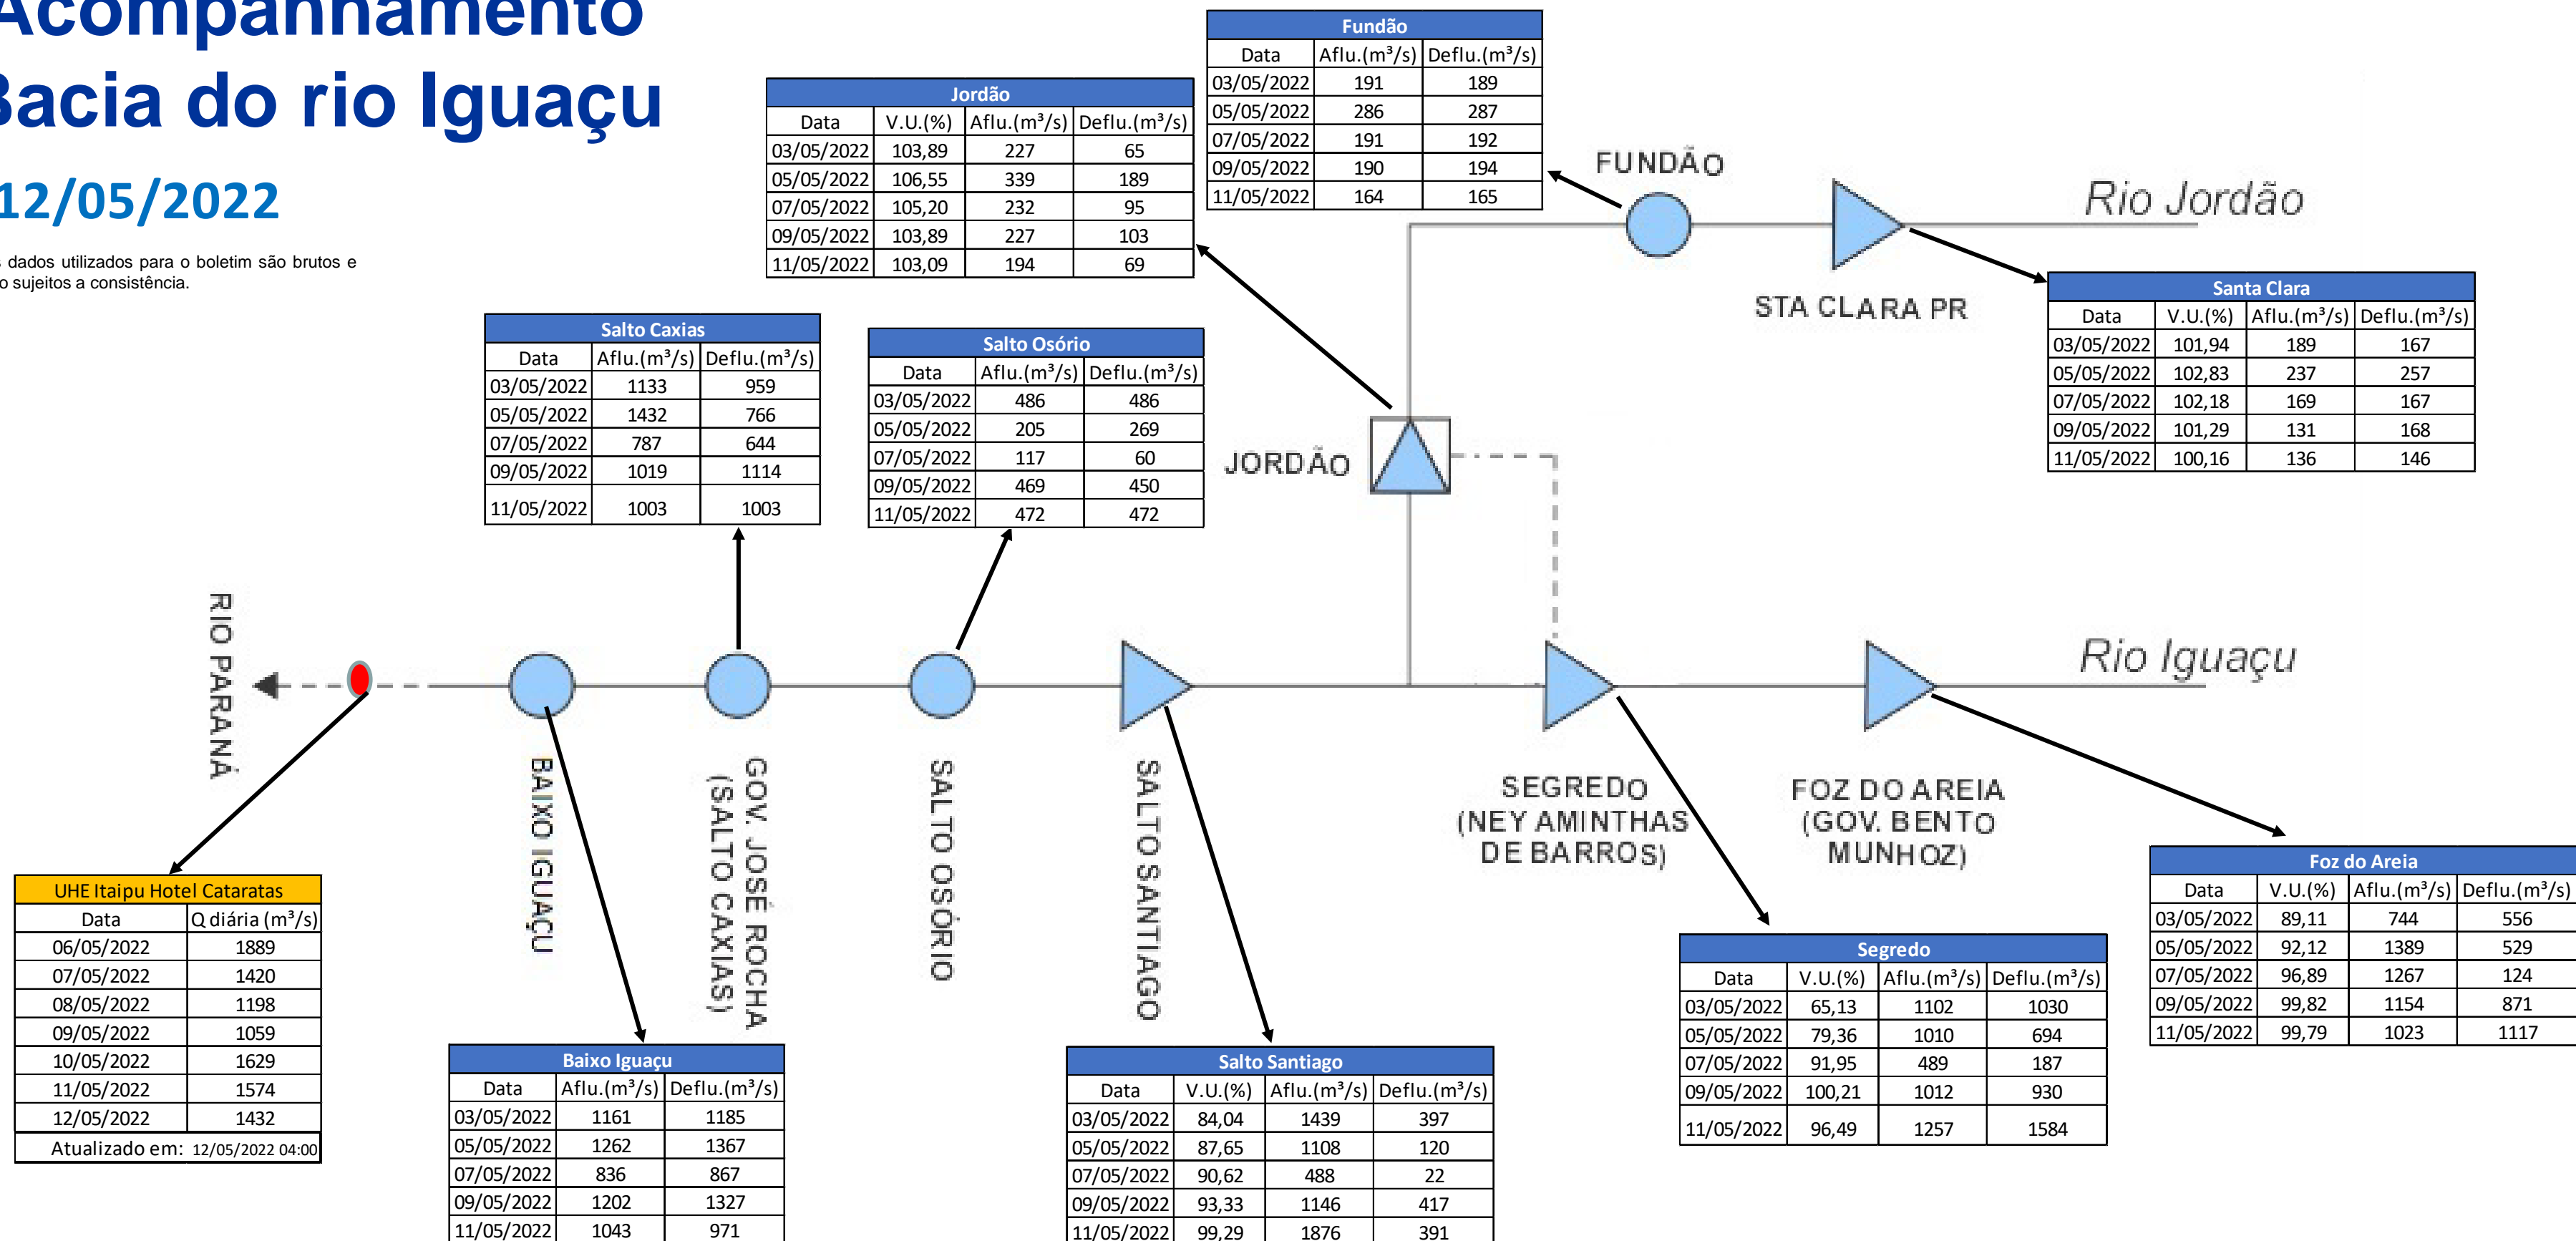 Acompanhamento
Bacia do rio Iguaçu
12/05/2022
s dados utilizados para o boletim são brutos e
o sujeitos a consistência.
Fundão
Data Aflu.(m³/s) Deflu.(m³/s)
03/05/2022 191 189
05/05/2022 286 287
07/05/2022 191 192
09/05/2022 190 194
11/05/2022 164 165
Jordão
Data V.U.(%) Aflu.(m³/s) Deflu.(m³/s)
03/05/2022 103,89 227 65
05/05/2022 106,55 339 189
07/05/2022 105,20 232 95
09/05/2022 103,89 227 103
11/05/2022 103,09 194 69
FUNDÃO
Rio Jordão
STA CLARA PR
Santa Clara
Data V.U.(%) Aflu.(m³/s) Deflu.(m³/s)
03/05/2022 101,94 189 167
05/05/2022 102,83 237 257
07/05/2022 102,18 169 167
09/05/2022 101,29 131 168
11/05/2022 100,16 136 146
Salto Caxias
Data Aflu.(m³/s) Deflu.(m³/s)
03/05/2022 1133 959
05/05/2022 1432 766
07/05/2022 787 644
09/05/2022 1019 1114
11/05/2022 1003 1003
Salto Osório
Data Aflu.(m³/s) Deflu.(m³/s)
03/05/2022 486 486
05/05/2022 205 269
07/05/2022 117 60
09/05/2022 469 450
11/05/2022 472 472
JORDÃO
RIO PARANÁ
Rio Iguaçu
BAIXO IGUAÇU
GOV. JOSÉ ROCHA
(SALTO CAXIAS)
SALTO OSÓRIO
SALTO SANTIAGO
SEGREDO
(NEY AMINTHAS
DE BARROS)
FOZ DO AREIA
(GOV. BENTO
MUNHOZ)
UHE Itaipu Hotel Cataratas
Data Q diária (m³/s)
06/05/2022 1889
07/05/2022 1420
08/05/2022 1198
09/05/2022 1059
10/05/2022 1629
11/05/2022 1574
12/05/2022 1432
Atualizado em: 12/05/2022 04:00
Baixo Iguaçu
Data Aflu.(m³/s) Deflu.(m³/s)
03/05/2022 1161 1185
05/05/2022 1262 1367
07/05/2022 836 867
09/05/2022 1202 1327
11/05/2022 1043 971
Salto Santiago
Data V.U.(%) Aflu.(m³/s) Deflu.(m³/s)
03/05/2022 84,04 1439 397
05/05/2022 87,65 1108 120
07/05/2022 90,62 488 22
09/05/2022 93,33 1146 417
11/05/2022 99,29 1876 391
Segredo
Data V.U.(%) Aflu.(m³/s) Deflu.(m³/s)
03/05/2022 65,13 1102 1030
05/05/2022 79,36 1010 694
07/05/2022 91,95 489 187
09/05/2022 100,21 1012 930
11/05/2022 96,49 1257 1584
Foz do Areia
Data V.U.(%) Aflu.(m³/s) Deflu.(m³/s)
03/05/2022 89,11 744 556
05/05/2022 92,12 1389 529
07/05/2022 96,89 1267 124
09/05/2022 99,82 1154 871
11/05/2022 99,79 1023 1117